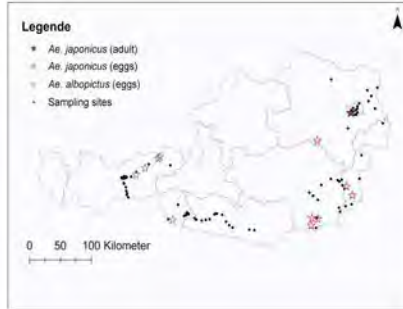 Legende
Ae. japonicus (adult)
Ae. japonicus (eggs)
Ae. albopictus (eggs)
Sampling sites
0 50 100 Kilometer